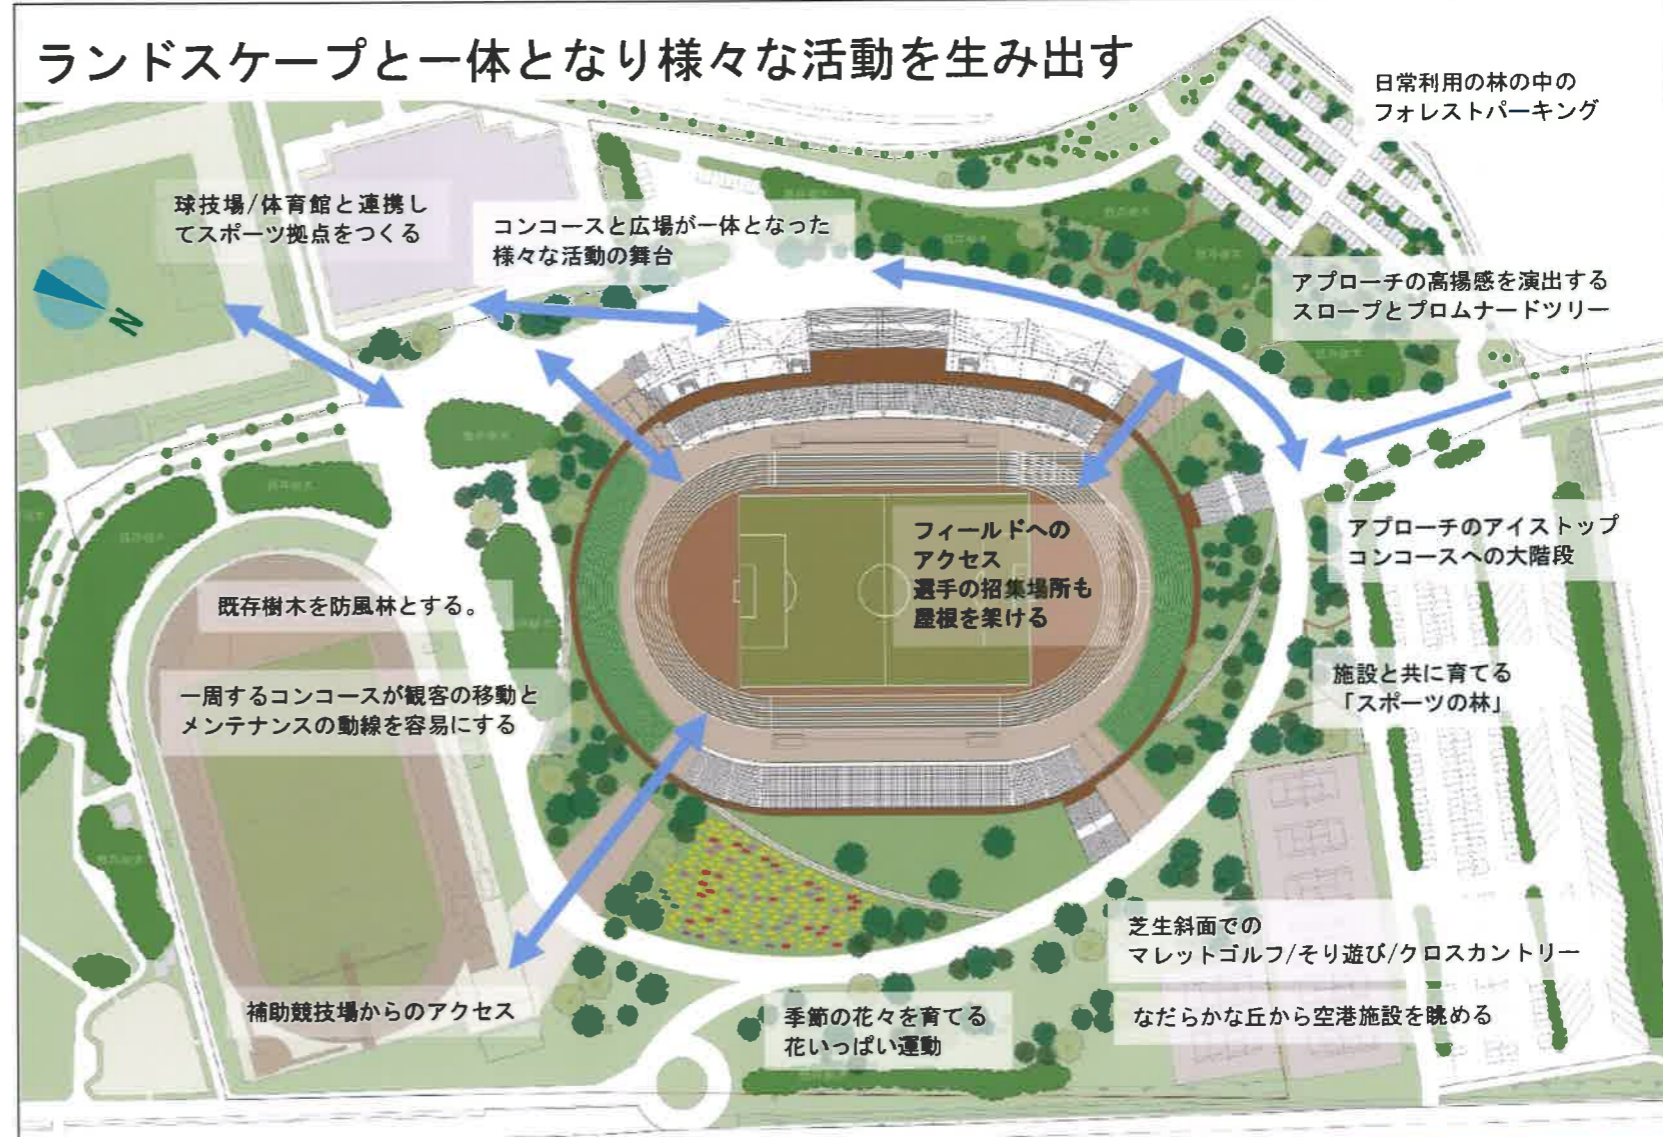 ランドスケープと一体となり様々な活動を生み出す
日常利用の林の中の
フォレストパーキング
球技場/体育館と連携し
てスポーツ拠点をつくる
コンコースと広場が一体となった
様々な活動の舞台
アプローチの高揚感を演出する
スロープとプロムナードツリー
N
フィールドへの
アクセス
選手の招集場所も
屋根を架ける
アプローチのアイストップ
コンコースへの大階段
既存樹木を防風林とする。
施設と共に育てる
「スポーツの林」
一周するコンコースが観客の移動と
メンテナンスの動線を容易にする
芝生斜面での
マレットゴルフ/そり遊び/クロスカントリー
補助競技場からのアクセス
季節の花々を育てる
花いっぱい運動
なだらかな丘から空港施設を眺める